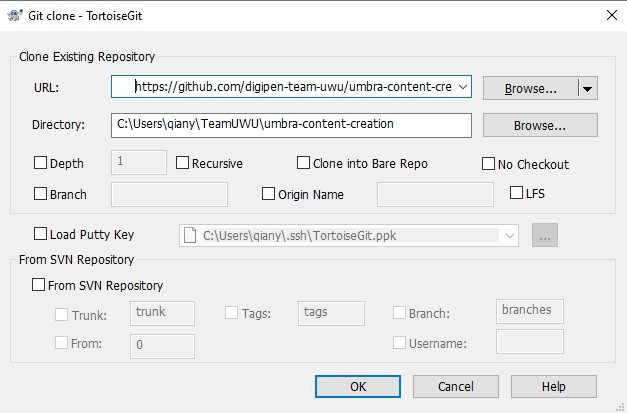 Git clone - TortoiseGit
Clone Existing Repository
URL: https://github.com/digipen-team-uwu/umbra-content-cre Browse...
Directory: C:\Users\qiany\TeamUWU\umbra-content-creation Browse...
Depth 1 Recursive Clone into Bare Repo No Checkout
Branch Origin Name LFS
Load Putty Key C:\Users\qiany\.ssh\TortoiseGit.ppk ...
From SVN Repository
From SVN Repository
Trunk: trunk Tags: tags Branch: branches
From: 0 Username:
OK Cancel Help